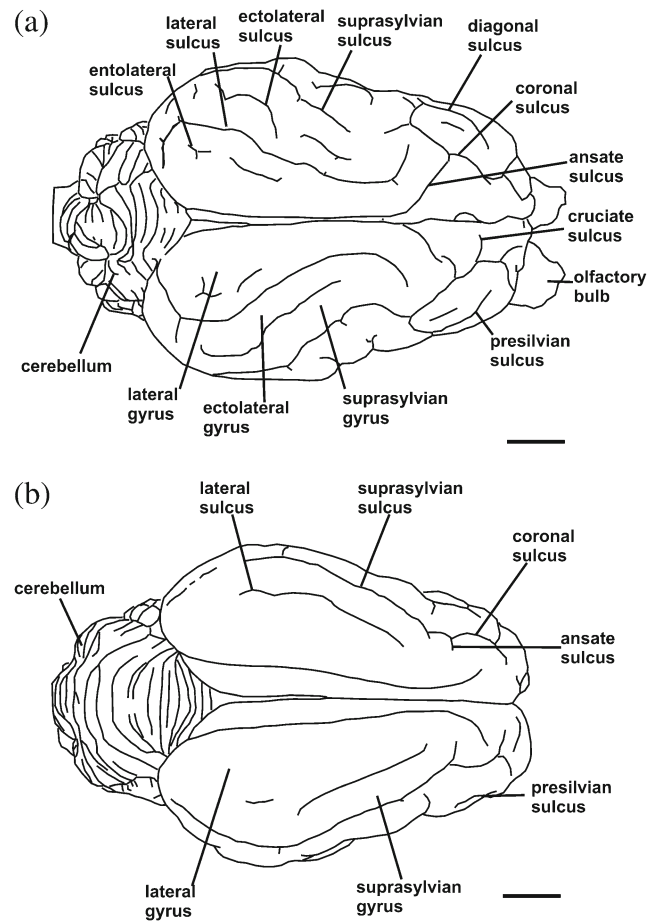 (a)
lateral
sulcus
ectolateral
sulcus
suprasylvian
sulcus
diagonal
sulcus
entolateral
sulcus
coronal
sulcus
ansate
sulcus
cruciate
sulcus
olfactory
bulb
presilvian
sulcus
cerebellum
lateral
gyrus
ectolateral
gyrus
suprasylvian
gyrus
(b)
lateral
sulcus
suprasylvian
sulcus
coronal
sulcus
cerebellum
ansate
sulcus
presilvian
sulcus
lateral
gyrus
suprasylvian
gyrus